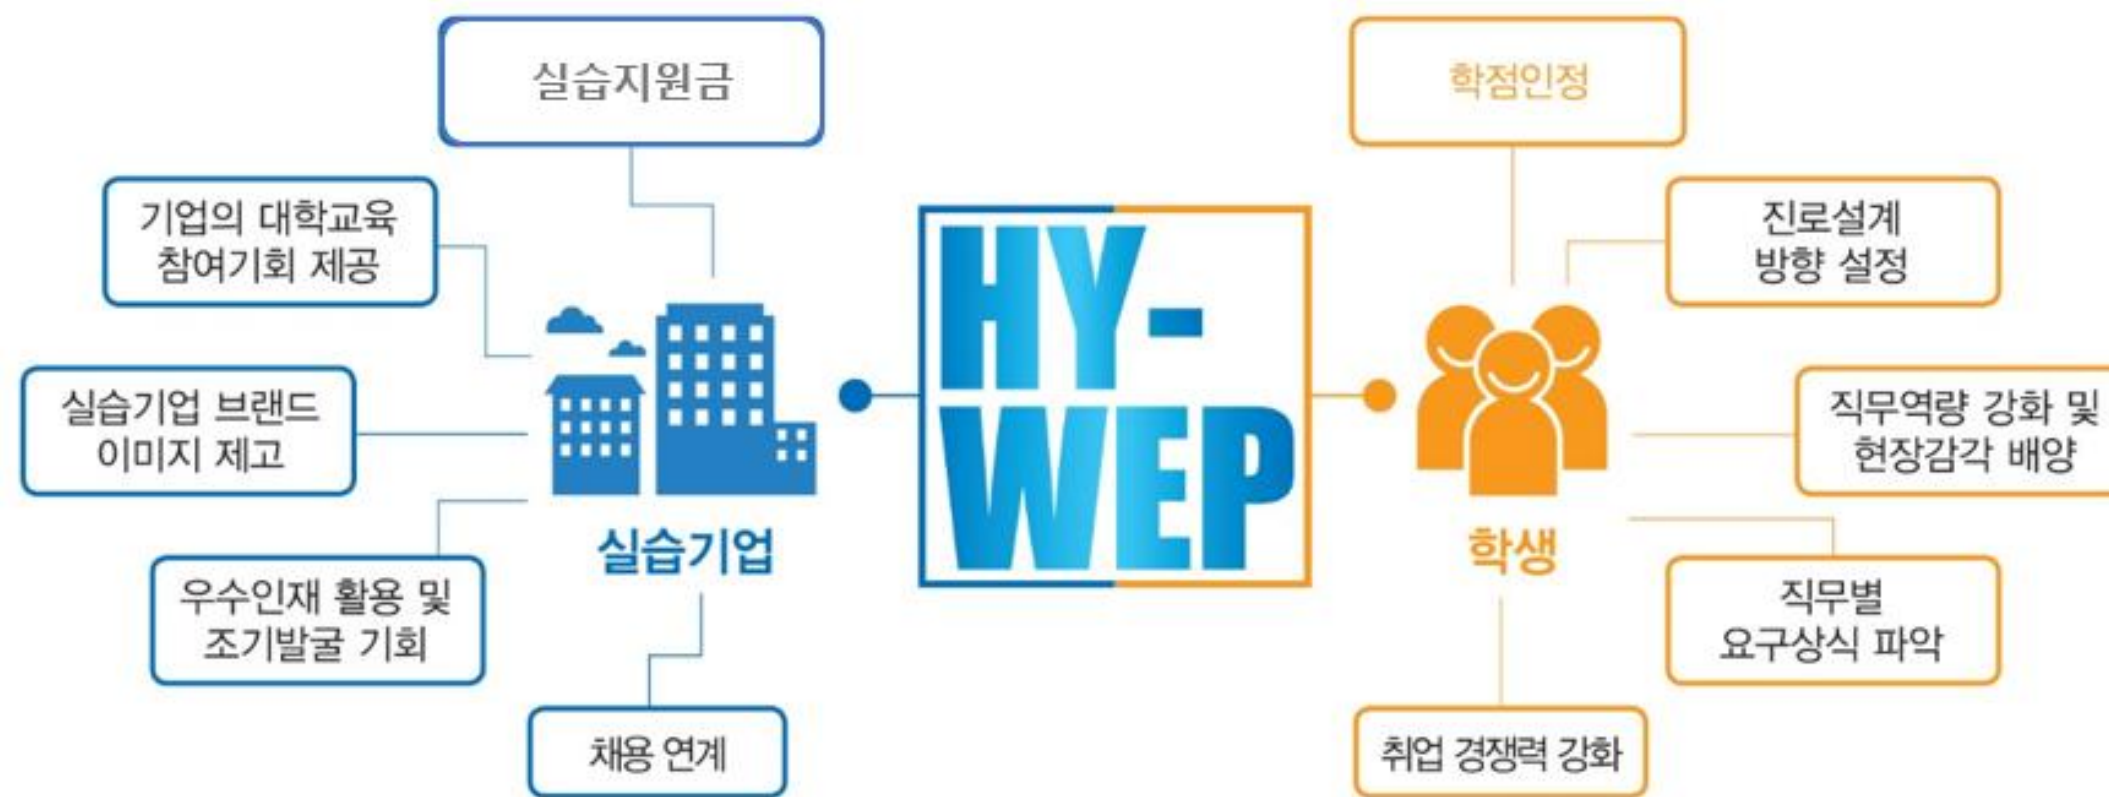 실습지원금
기업의 대학교육
참여기회 제공
실습기업 브랜드
이미지 제고
우수인재 활용 및
조기발굴 기회
채용 연계
실습기업
HY-
WEP
학점인정
진로설계
방향 설정
직무역량 강화 및
현장감각 배양
직무별
요구상식 파악
취업 경쟁력 강화
학생